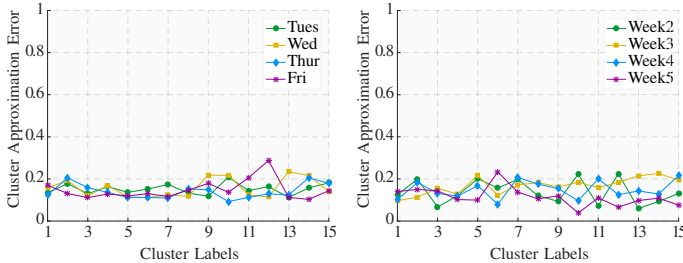 Cluster Approximation Error
1
0.8
0.6
0.4
0.2
0
1 3 5 7 9 11 13 15
Cluster Labels
Tues
Wed
Thur
Fri
Cluster Approximation Error
1
0.8
0.6
0.4
0.2
0
1 3 5 7 9 11 13 15
Cluster Labels
Week2
Week3
Week4
Week5